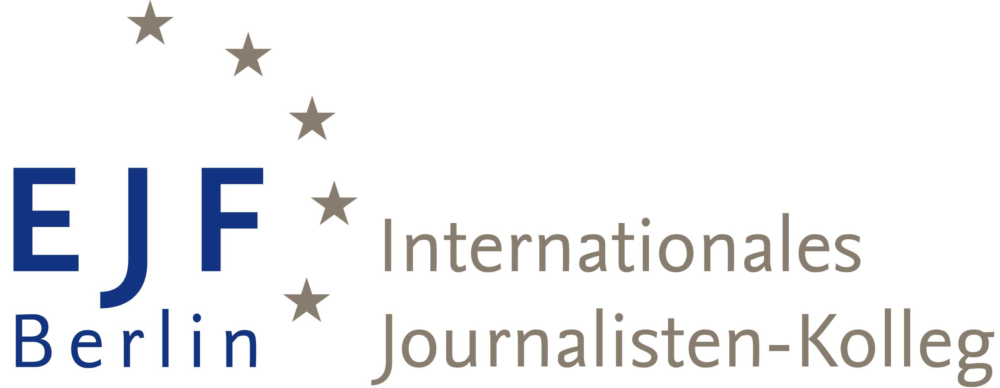 EJF
Berlin
Internationales
Journalisten-Kolleg